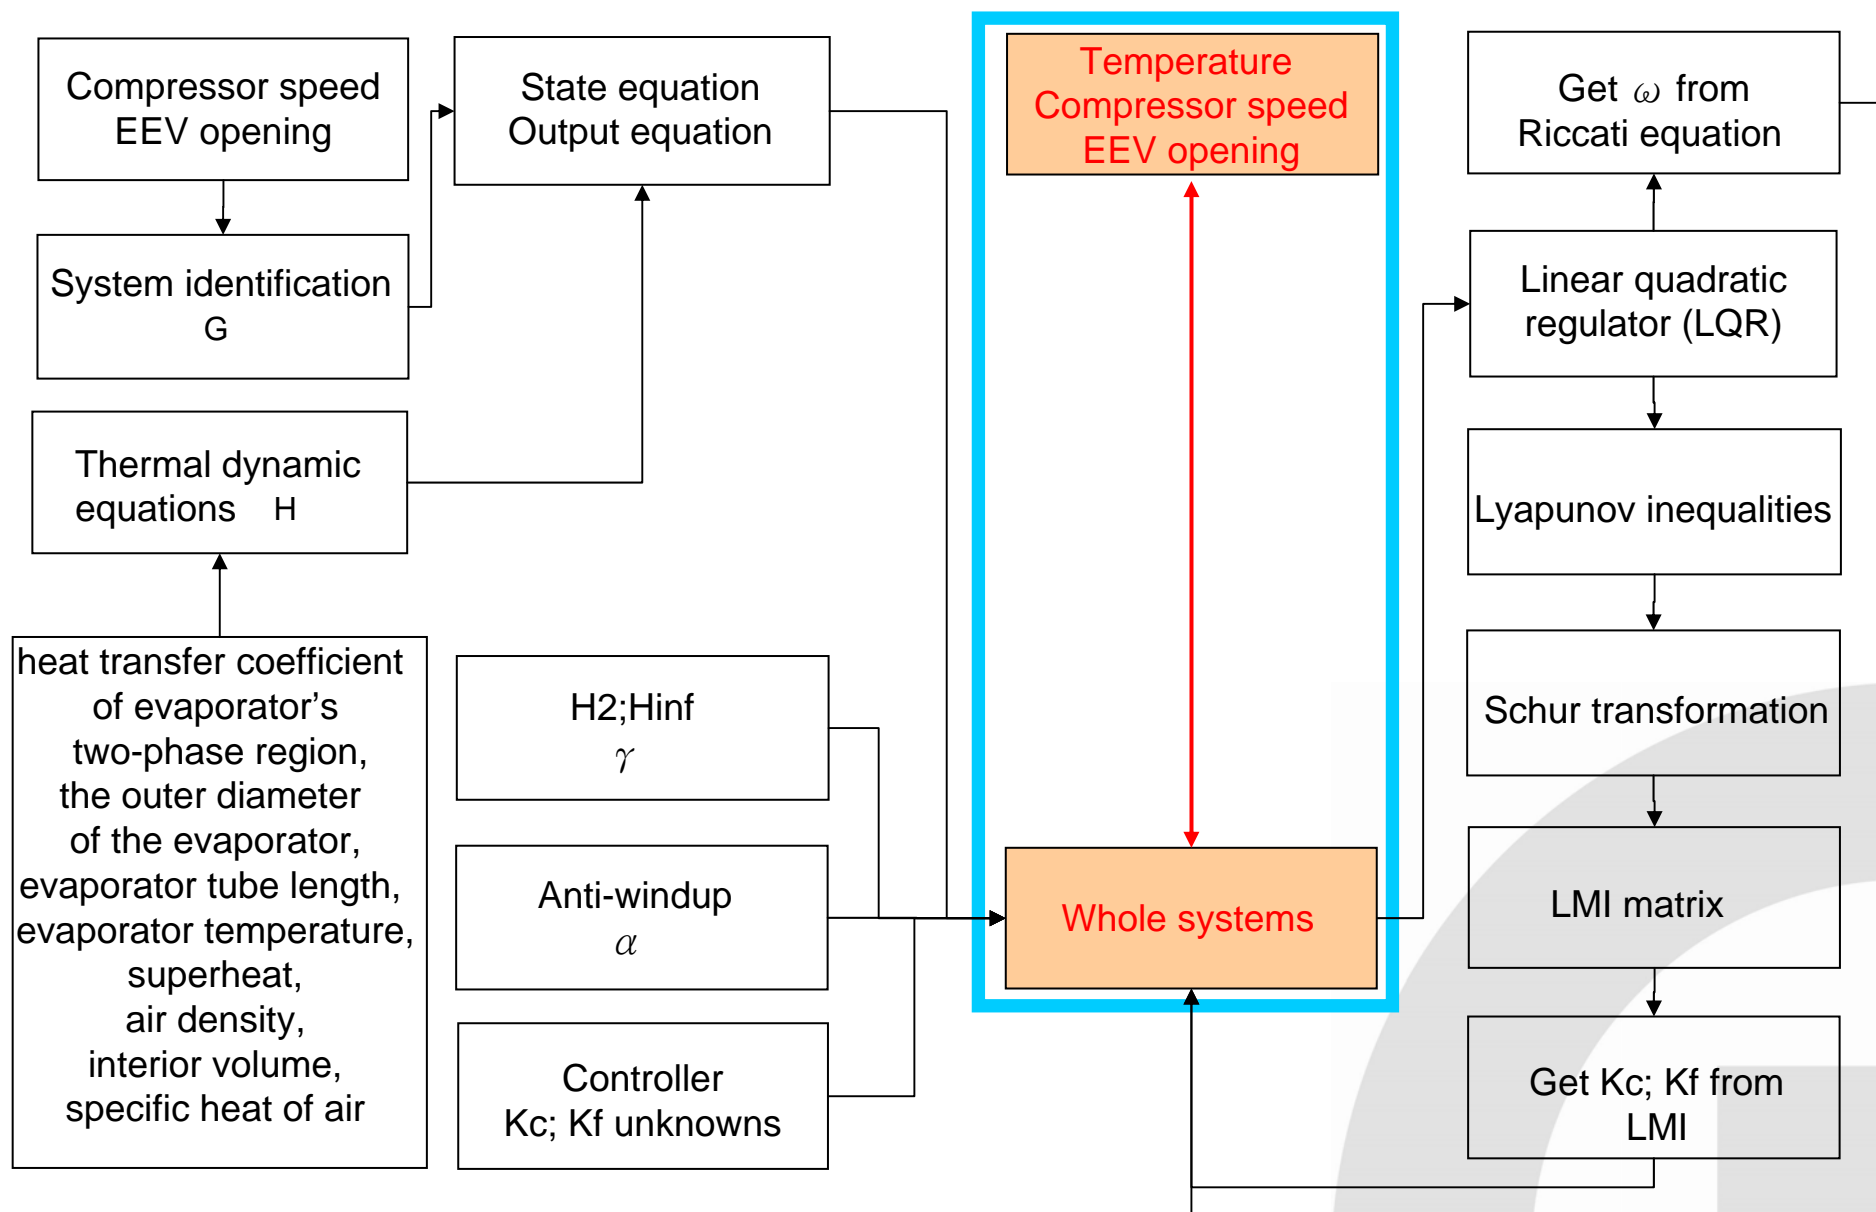 Compressor speed
EEV opening
System identification
G
Thermal dynamic
equations H
heat transfer coefficient
of evaporator’s
two-phase region,
the outer diameter
of the evaporator,
evaporator tube length,
evaporator temperature,
superheat,
air density,
interior volume,
specific heat of air
State equation
Output equation
H2;Hinf
γ
Anti-windup
α
Controller
Kc; Kf unknowns
Temperature
Compressor speed
EEV opening
Whole systems
Get ω from
Riccati equation
Linear quadratic
regulator (LQR)
Lyapunov inequalities
Schur transformation
LMI matrix
Get Kc; Kf from
LMI